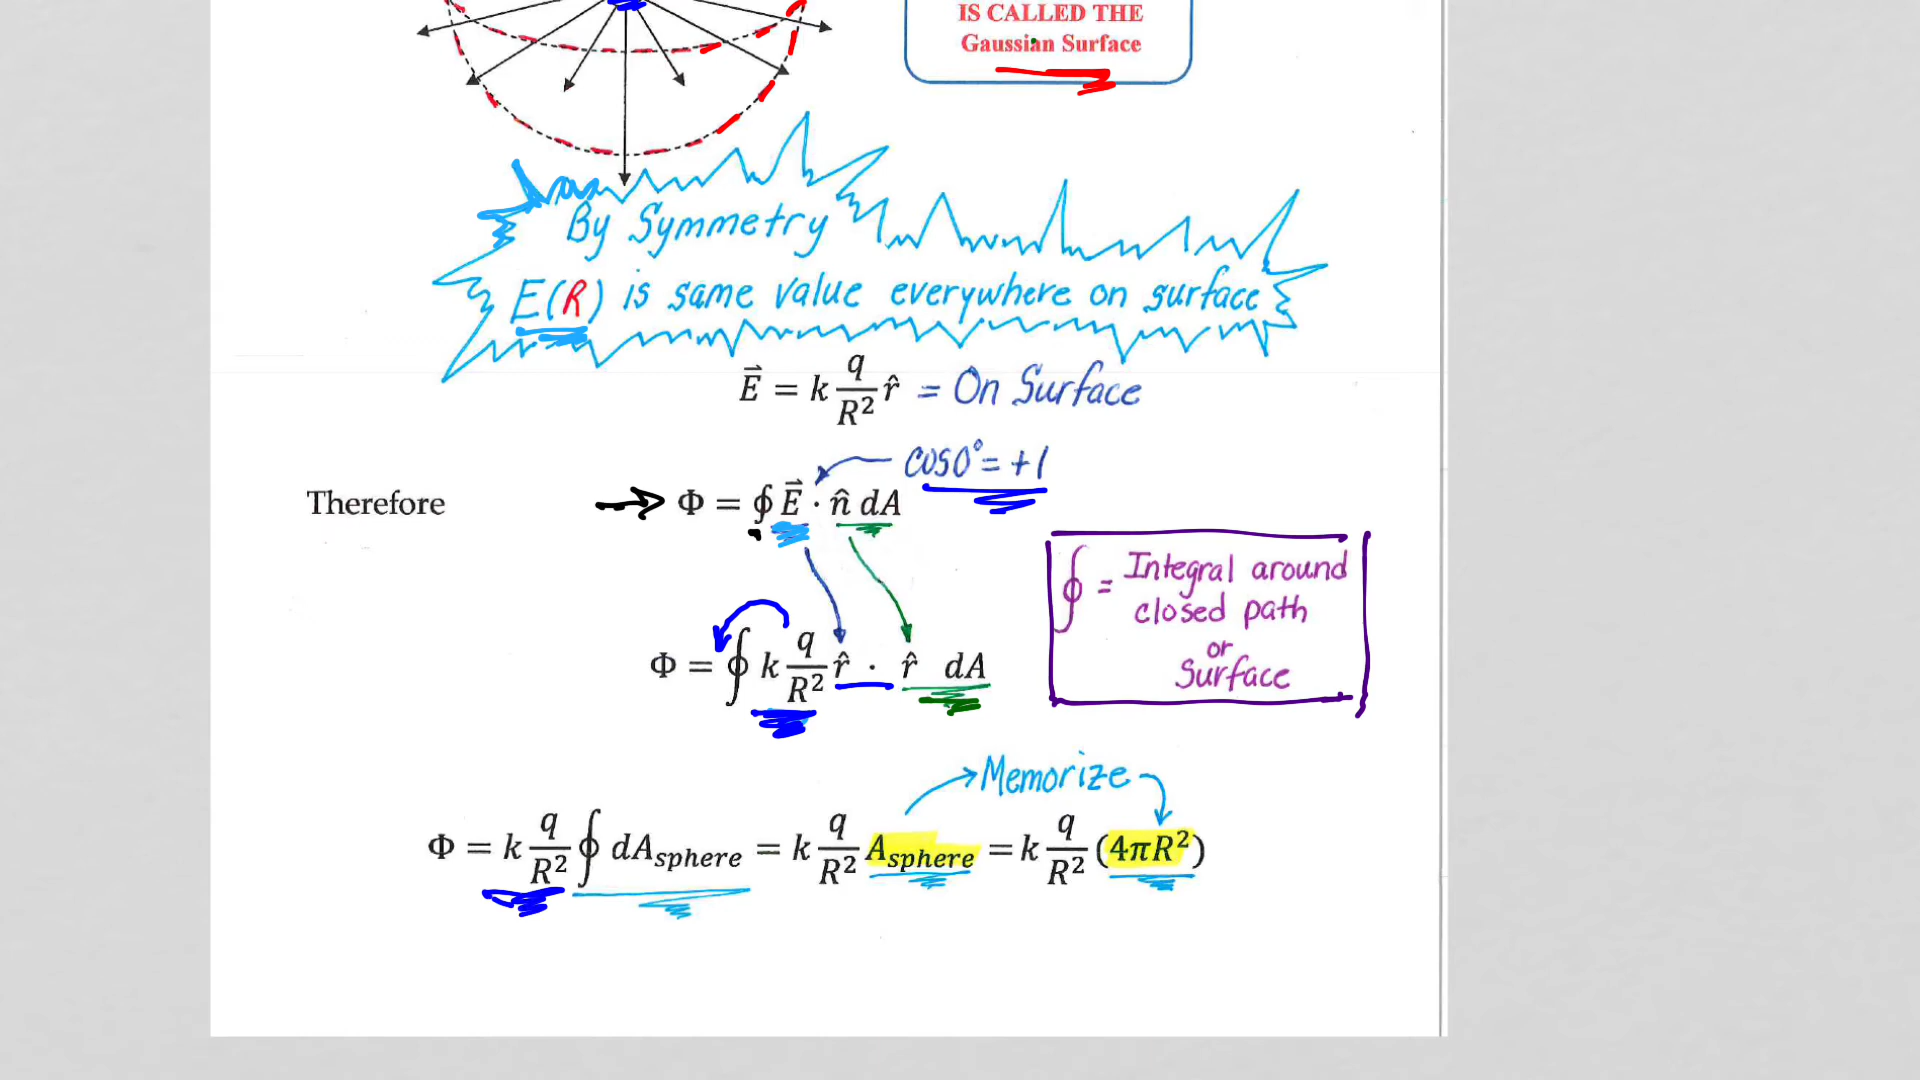 IS CALLED THE
Gaussian Surface
By Symmetry
E(R) is same value everywhere on surface
E⃗ = k q/R² r̂ = On Surface
cos0° = +1
Therefore → Φ = ∮ E⃗ · n̂ dA
∮ = Integral around
closed path
or
Surface
Φ = ∮ k q/R² r̂ · r̂ dA
Memorize
Φ = k q/R² ∮ dA_sphere = k q/R² A_sphere = k q/R² (4πR²)